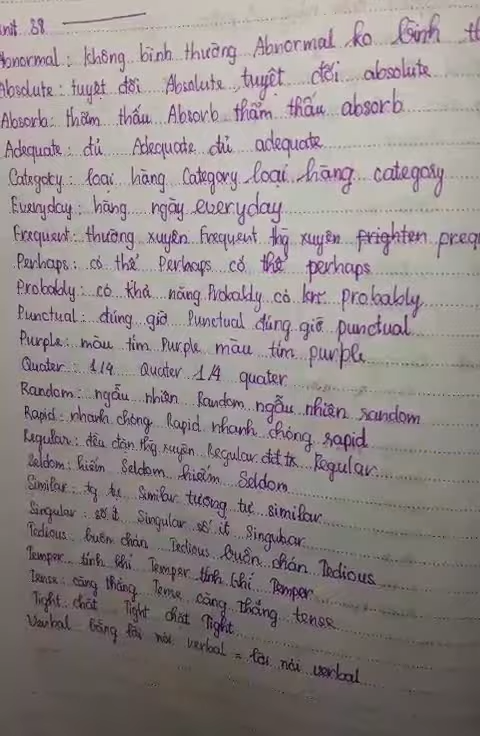 Unit 38
Abnormal: không bình thường Abnormal ko bình
Absolute: tuyệt đối Absolute tuyệt đối absolute
Absorb: thẩm thấu Absorb thẩm thấu absorb
Adequate: đủ Adequate đủ adequate
Category: loại hàng Category loại hàng category
Everyday: hàng ngày everyday
Frequent: thường xuyên Frequent thg xuyên frighten freq
Perhaps: có thể Perhaps có thể perhaps
Probably: có khả năng Probably có knt probably
Punctual: đúng giờ Punctual đúng giờ punctual
Purple: màu tím Purple màu tím purple
Quater: 1/4 Quater 1/4 quater
Random: ngẫu nhiên Random ngẫu nhiên random
Rapid: nhanh chóng Rapid nhanh chóng rapid
Regular: đều đặn thg xuyên Regular đđ tx Regular
Seldom: hiếm Seldom hiếm Seldom
Similar: tg tự Similar tương tự similar
Singular: số ít Singular số ít Singular
Tedious buồn chán Tedious buồn chán Tedious
Temper tính khí Temper tính khí Temper
Tense: căng thẳng Tense căng thẳng tense
Tight: chặt Tight chặt Tight
Verbal bằng lời nói verbal = lời nói verbal